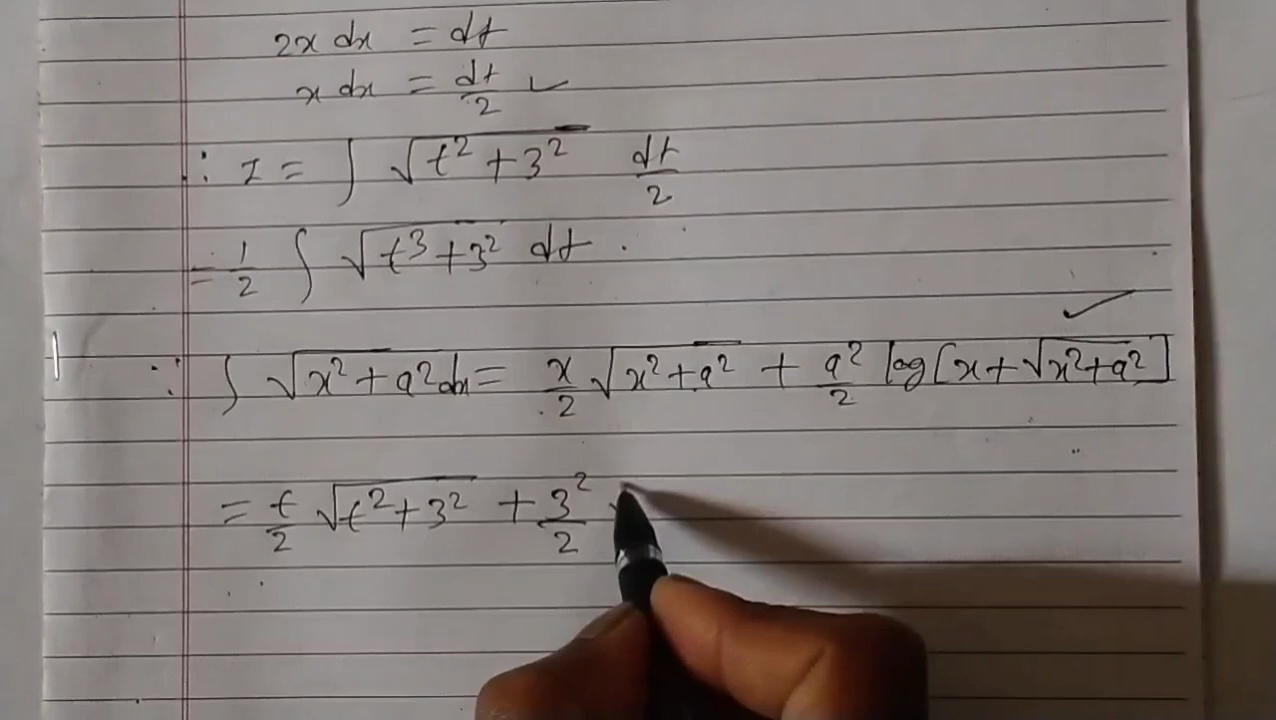 2x dx = dt
x dx = dt/2 ✓
∴ I = ∫ √(t² + 3²) dt/2
= 1/2 ∫ √(t³ + 3²) dt .
∵ ∫ √(x² + a²) dx = x/2 √(x² + a²) + a²/2 log[x + √(x² + a²)] ✓
= t/2 √(t² + 3²) + 3²/2